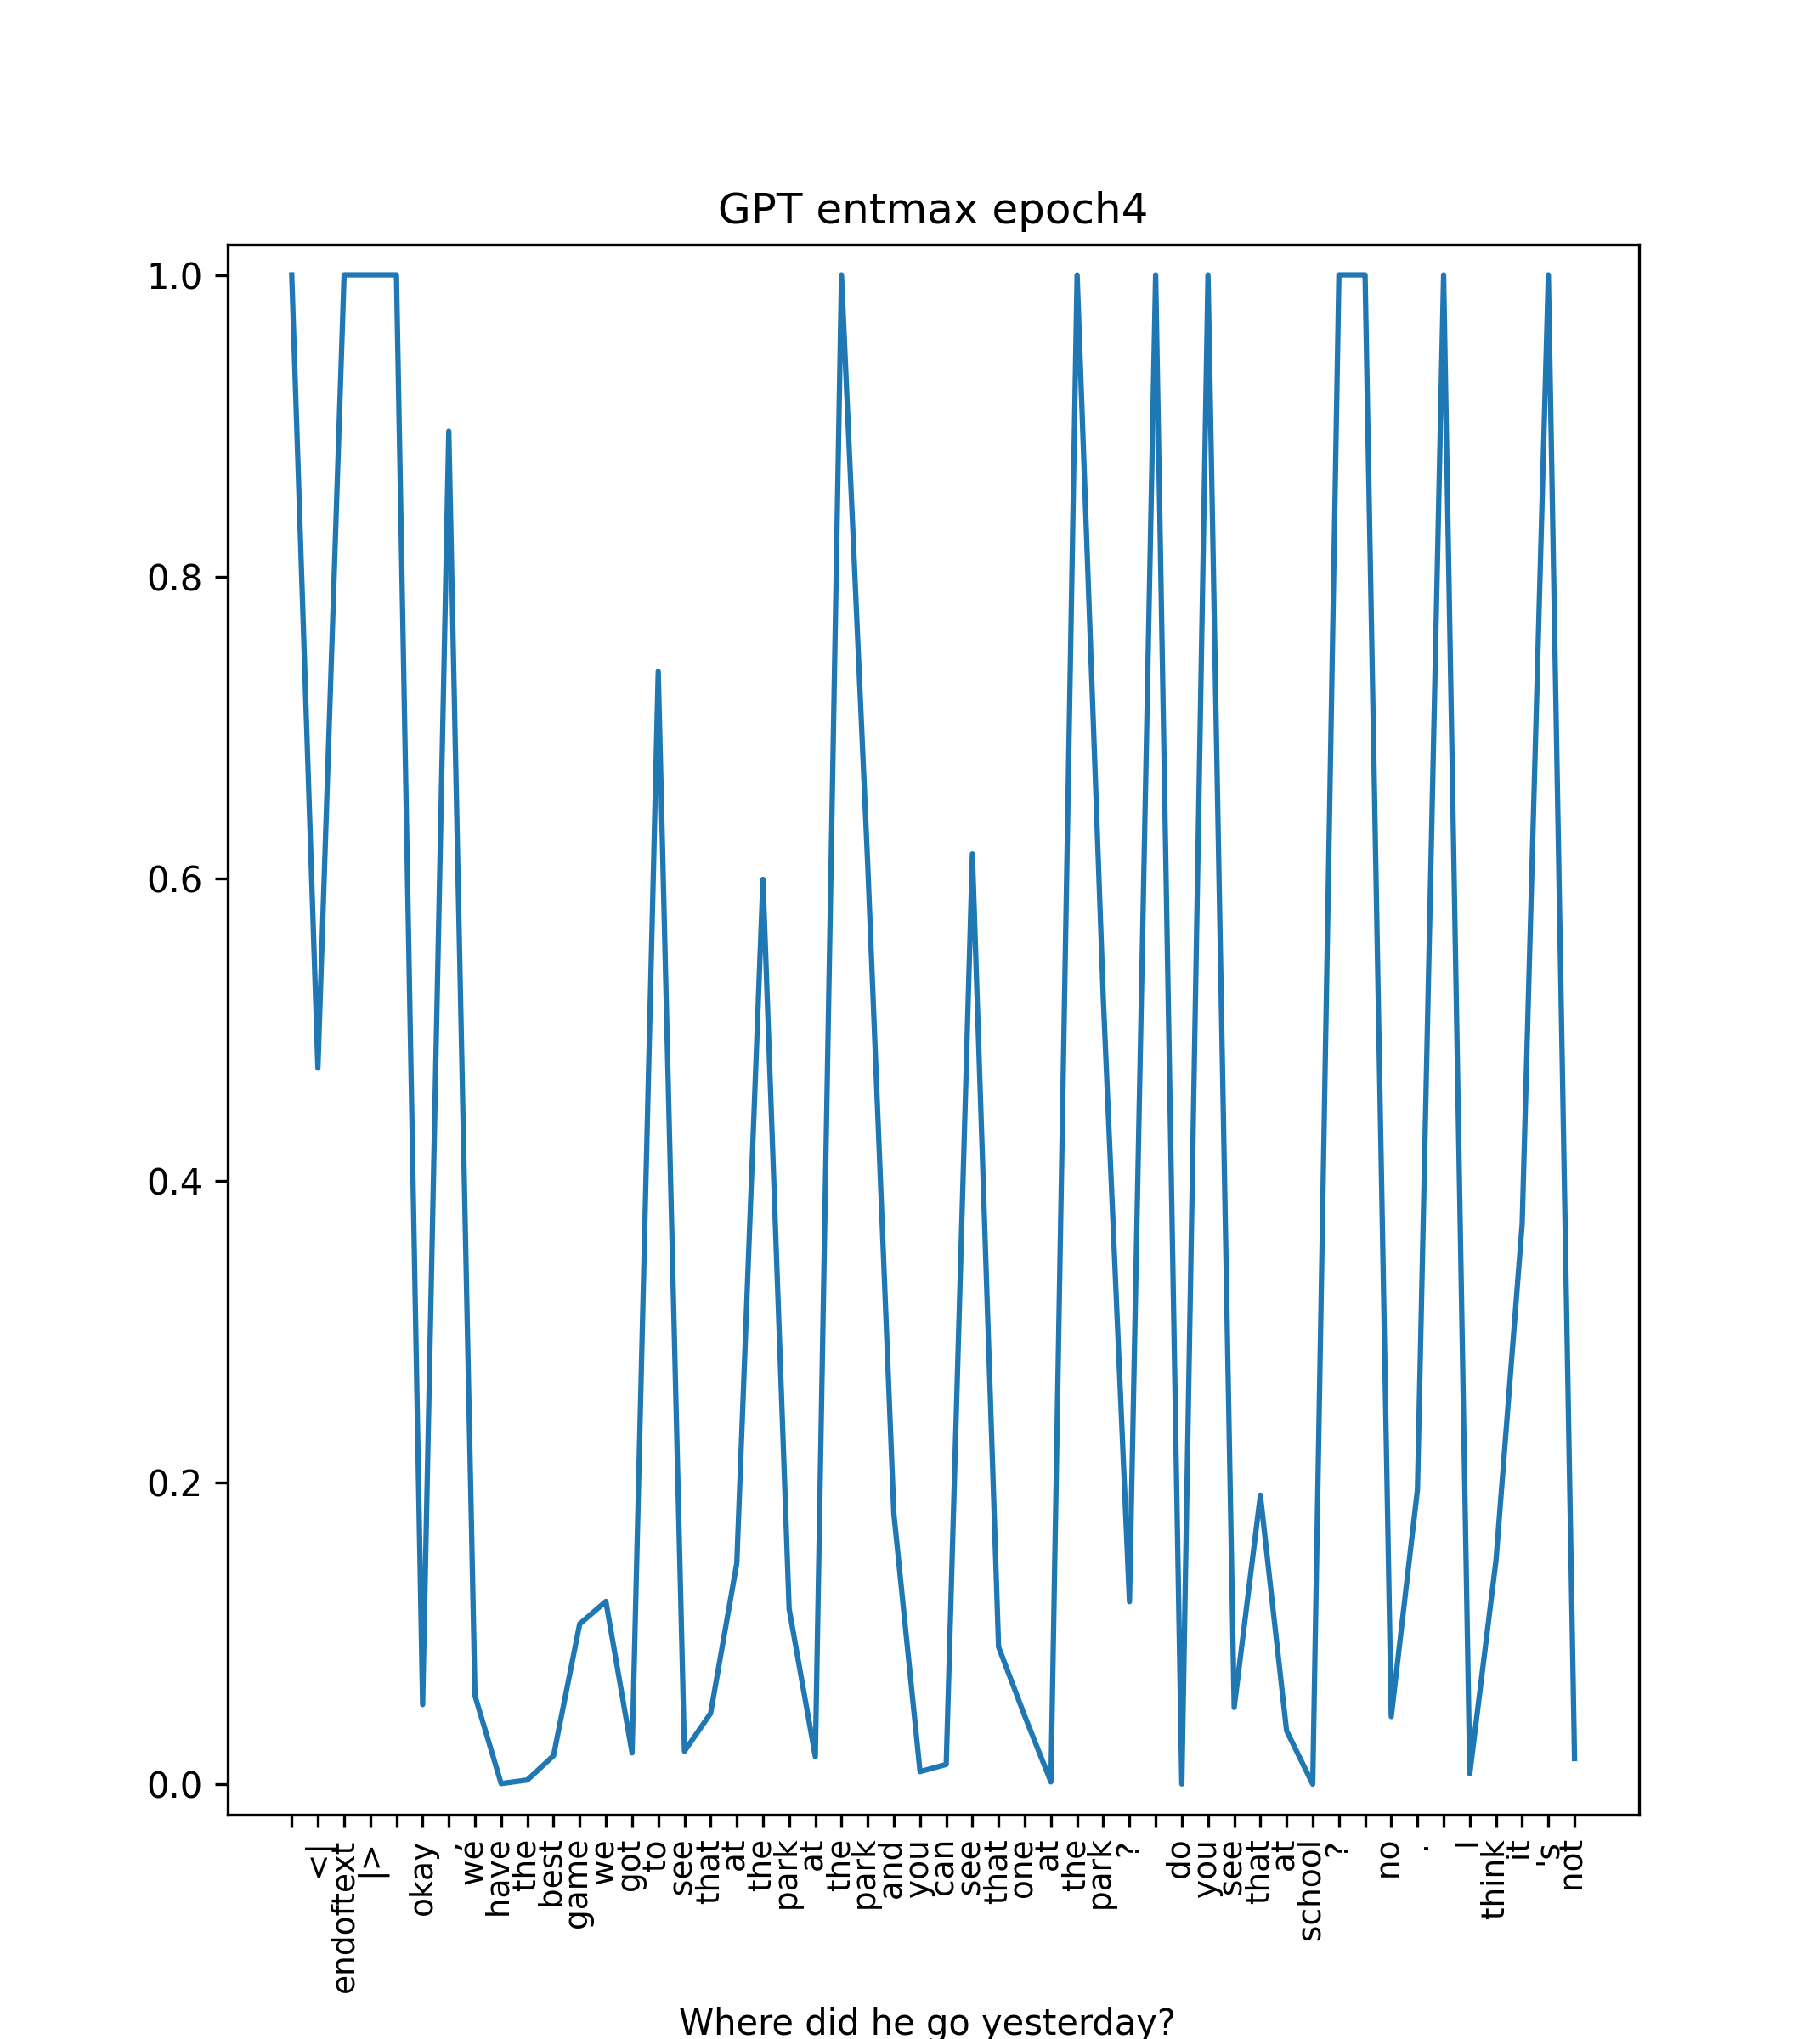 GPT entmax epoch4
1.0
0.8
0.6
0.4
0.2
0.0
<|
endoftext
|>
okay
,
we
have
the
best
game
we
got
to
see
that
at
the
park
at
the
park
and
you
can
see
that
one
at
the
park
?
do
you
see
that
at
school
?
no
.
I
think
it
's
not
Where did he go yesterday?